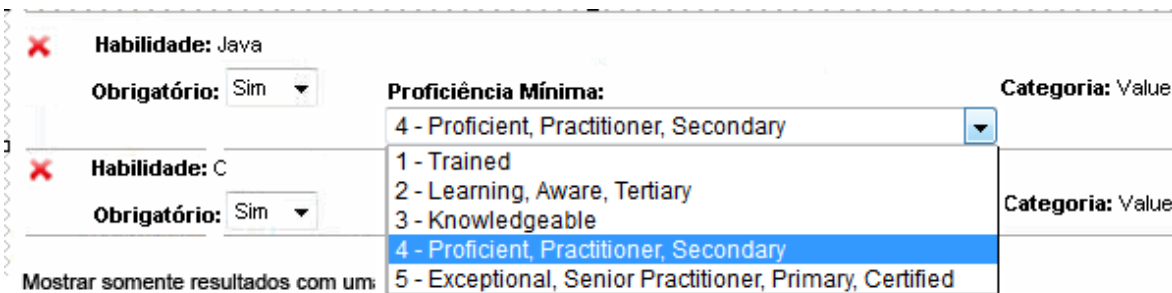 Habilidade: Java
Obrigatório: Sim
Proficiência Mínima:
Categoria: Value
4 - Proficient, Practitioner, Secondary
1 - Trained
2 - Learning, Aware, Tertiary
3 - Knowledgeable
4 - Proficient, Practitioner, Secondary
5 - Exceptional, Senior Practitioner, Primary, Certified
Habilidade: C
Obrigatório: Sim
Categoria: Value
Mostrar somente resultados com